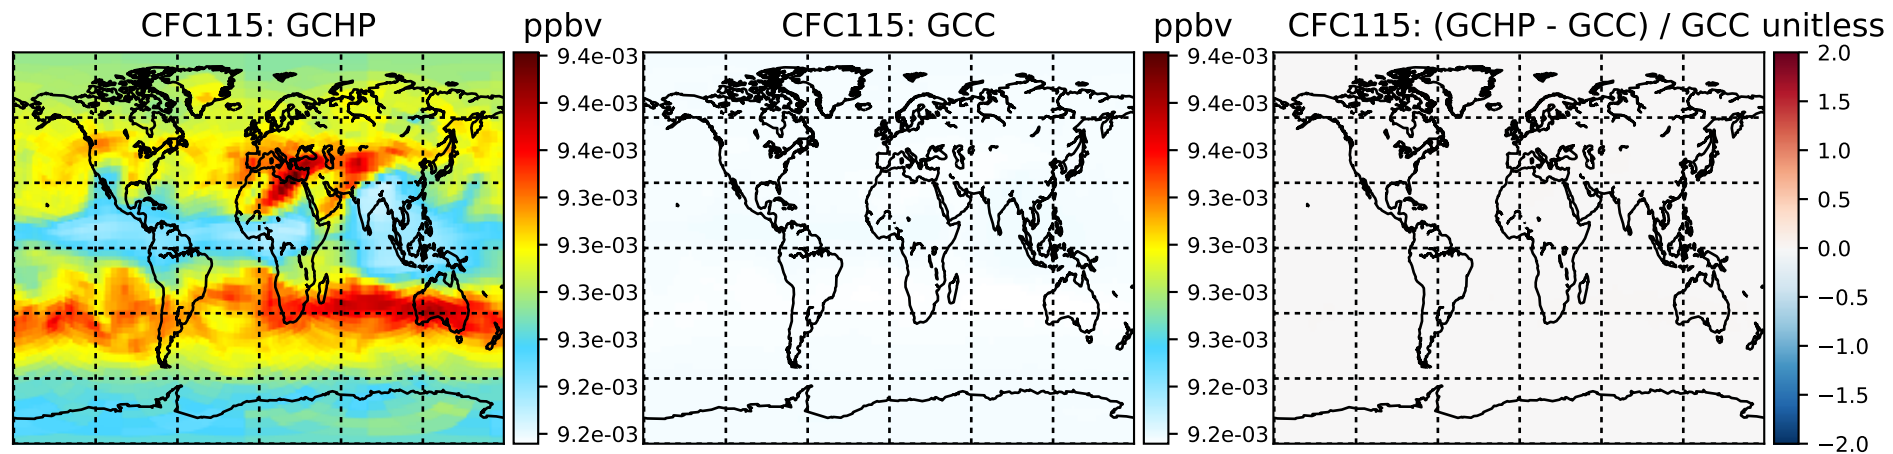 CFC115: GCHP
ppbv
9.4e-03
9.4e-03
9.4e-03
9.3e-03
9.3e-03
9.3e-03
9.3e-03
9.2e-03
9.2e-03
CFC115: GCC
ppbv
9.4e-03
9.4e-03
9.4e-03
9.3e-03
9.3e-03
9.3e-03
9.3e-03
9.2e-03
9.2e-03
CFC115: (GCHP - GCC) / GCC
unitless
2.0
1.5
1.0
0.5
0.0
−0.5
−1.0
−1.5
−2.0